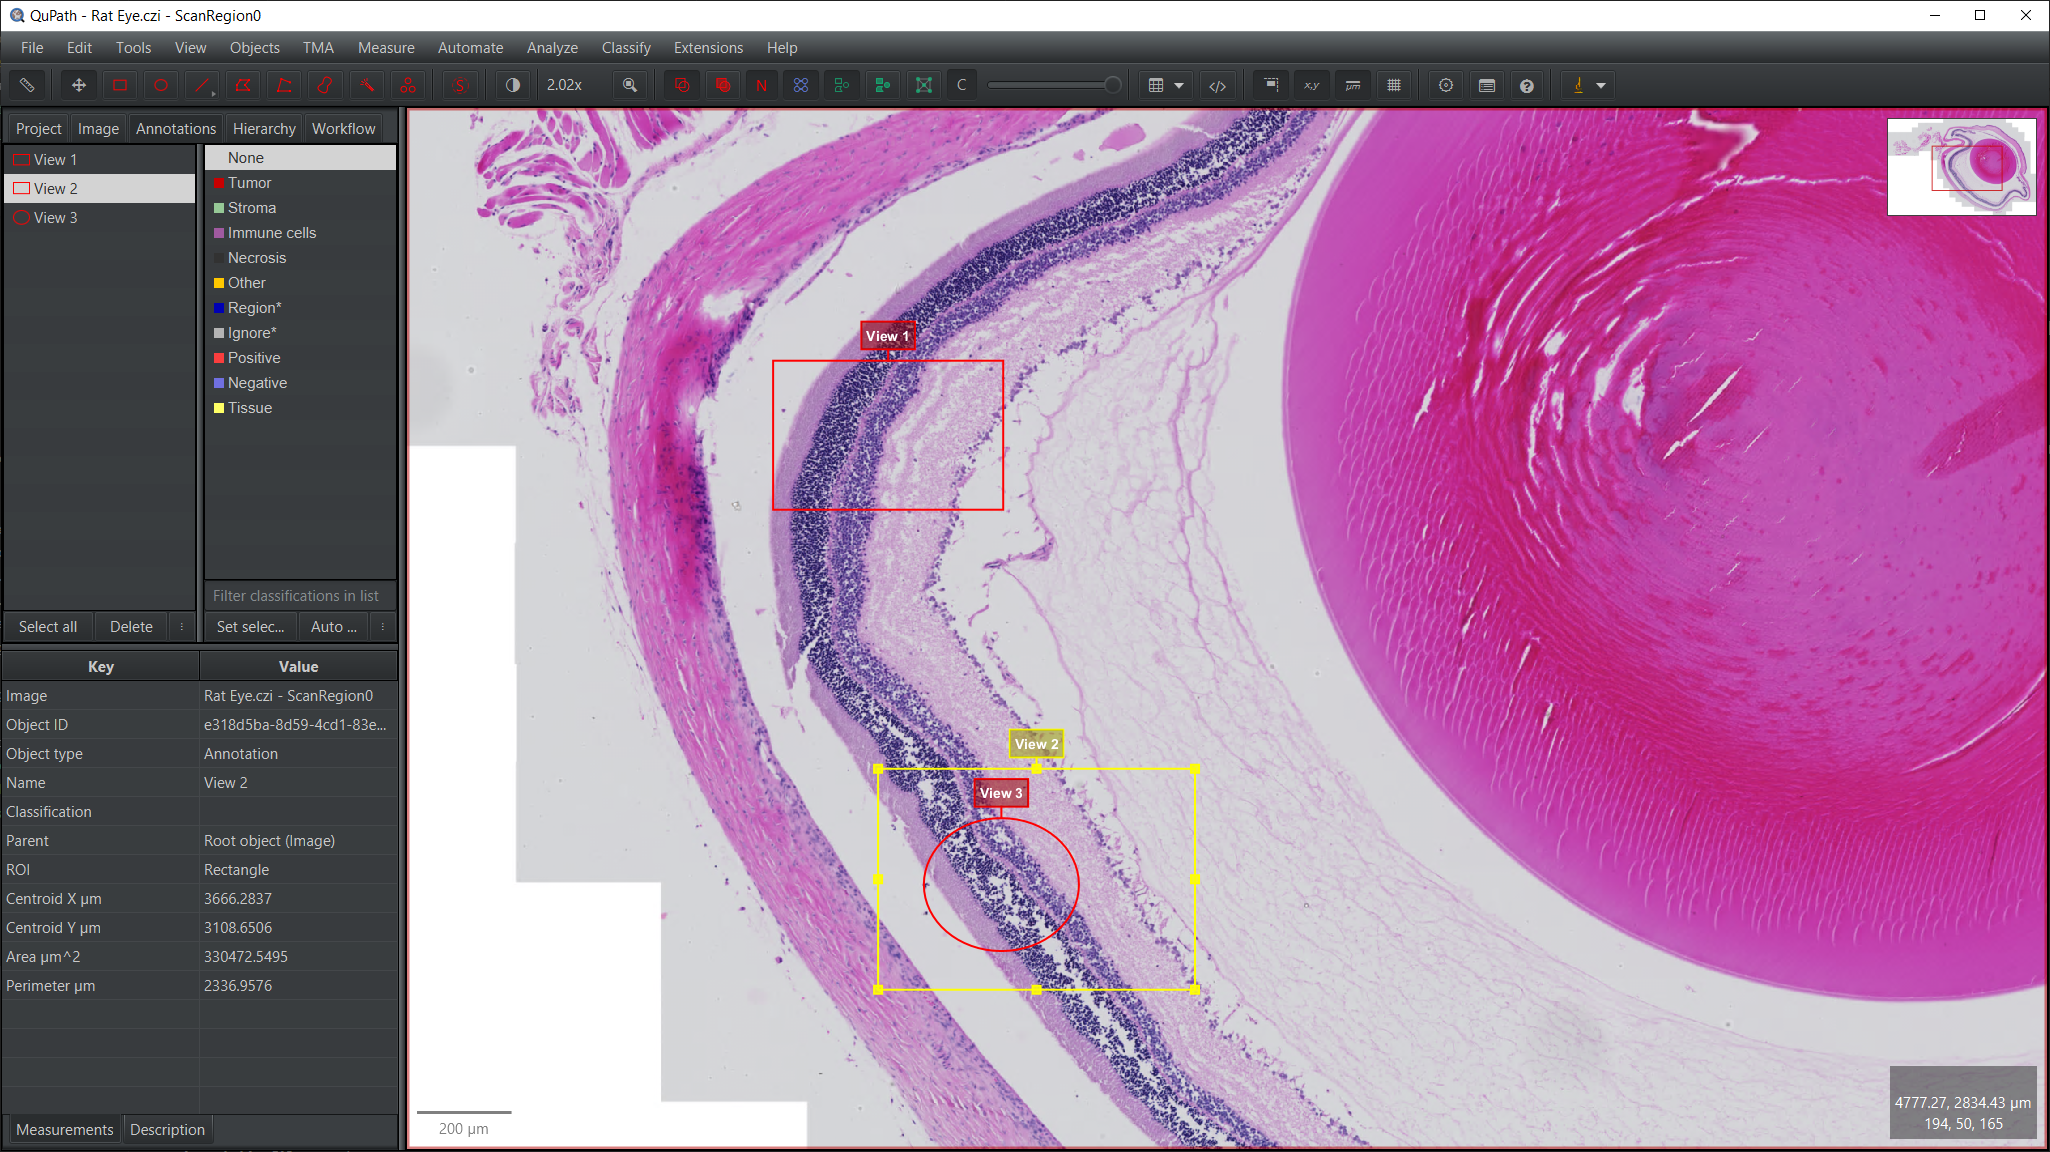 QuPath - Rat Eye.czi - ScanRegion0
File Edit Tools View Objects TMA Measure Automate Analyze Classify Extensions Help
2.02x
N
C
x,y
µm
Project Image Annotations Hierarchy Workflow
View 1
View 2
View 3
None
Tumor
Stroma
Immune cells
Necrosis
Other
Region*
Ignore*
Positive
Negative
Tissue
Filter classifications in list
Select all Delete Set selec... Auto ...
Key Value
Image Rat Eye.czi - ScanRegion0
Object ID e318d5ba-8d59-4cd1-83e...
Object type Annotation
Name View 2
Classification
Parent Root object (Image)
ROI Rectangle
Centroid X µm 3666.2837
Centroid Y µm 3108.6506
Area µm^2 330472.5495
Perimeter µm 2336.9576
Measurements Description
View 1
View 2
View 3
200 µm
4777.27, 2834.43 µm
194, 50, 165